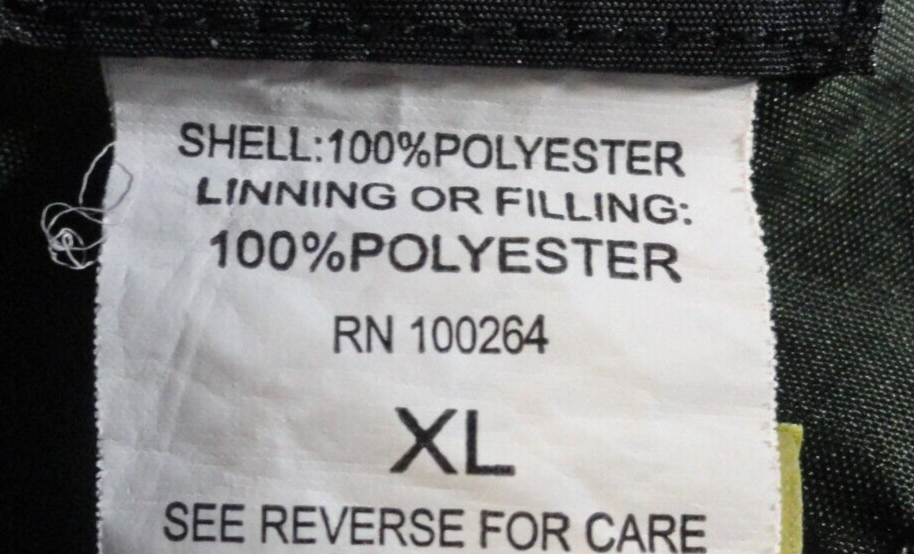 SHELL:100%POLYESTER
LINNING OR FILLING:
100%POLYESTER
RN 100264
XL
SEE REVERSE FOR CARE